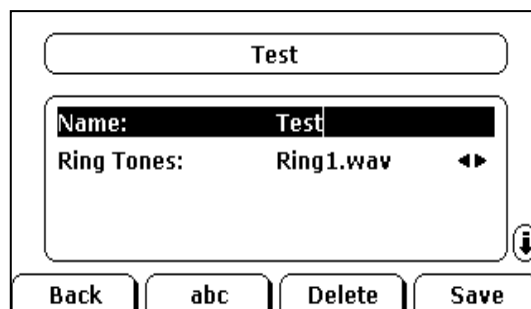 Test
Name: Test
Ring Tones: Ring1.wav
Back abc Delete Save